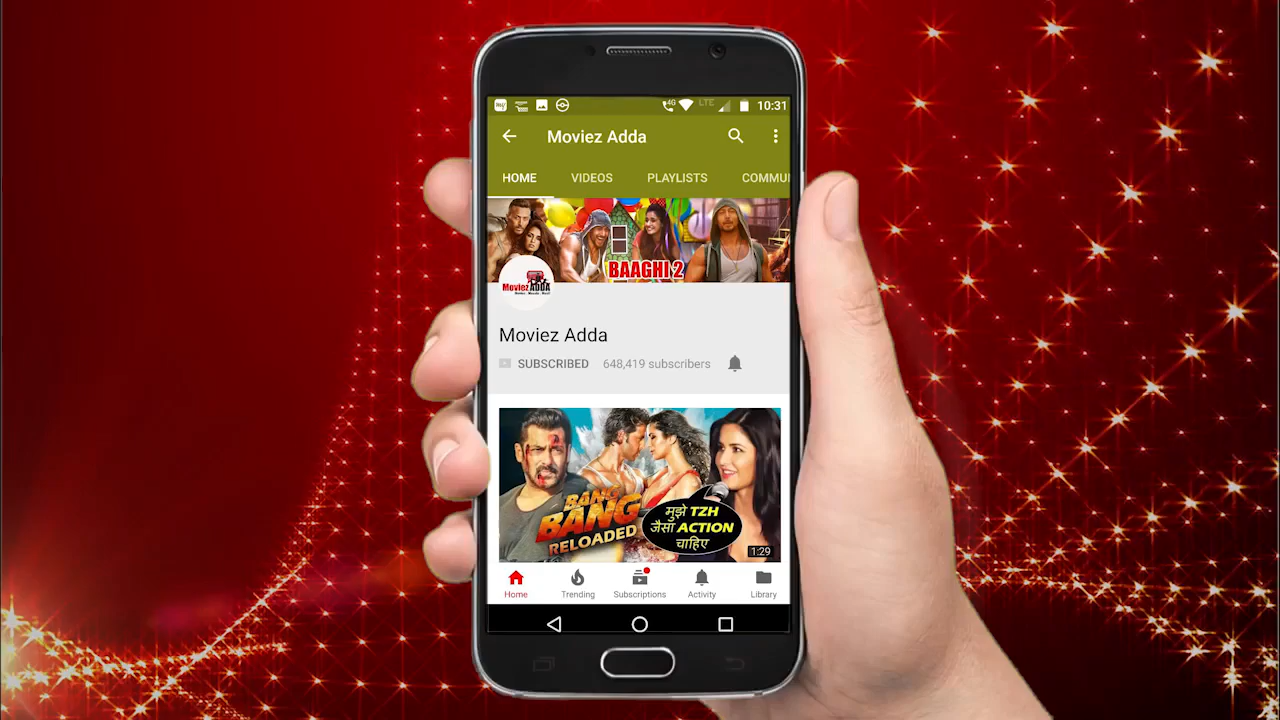 LTE 10:31
Moviez Adda
HOME VIDEOS PLAYLISTS COMMU
BAAGHI 2
Moviez ADDA
Moviez Adda
SUBSCRIBED 648,419 subscribers
BANG
BANG
RELOADED
मुझे TZH
जैसा ACTION
चाहिए
1:29
Home Trending Subscriptions Activity Library